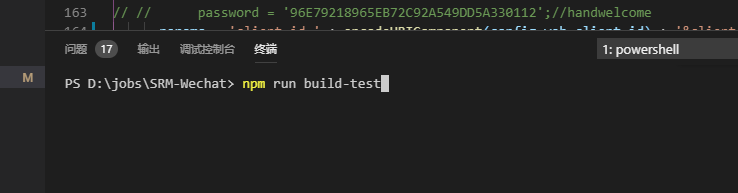 163 // // password = '96E79218965EB72C92A549DD5A330112';//handwelcome
问题 17 输出 调试控制台 终端 1: powershell
M
PS D:\jobs\SRM-Wechat> npm run build-test